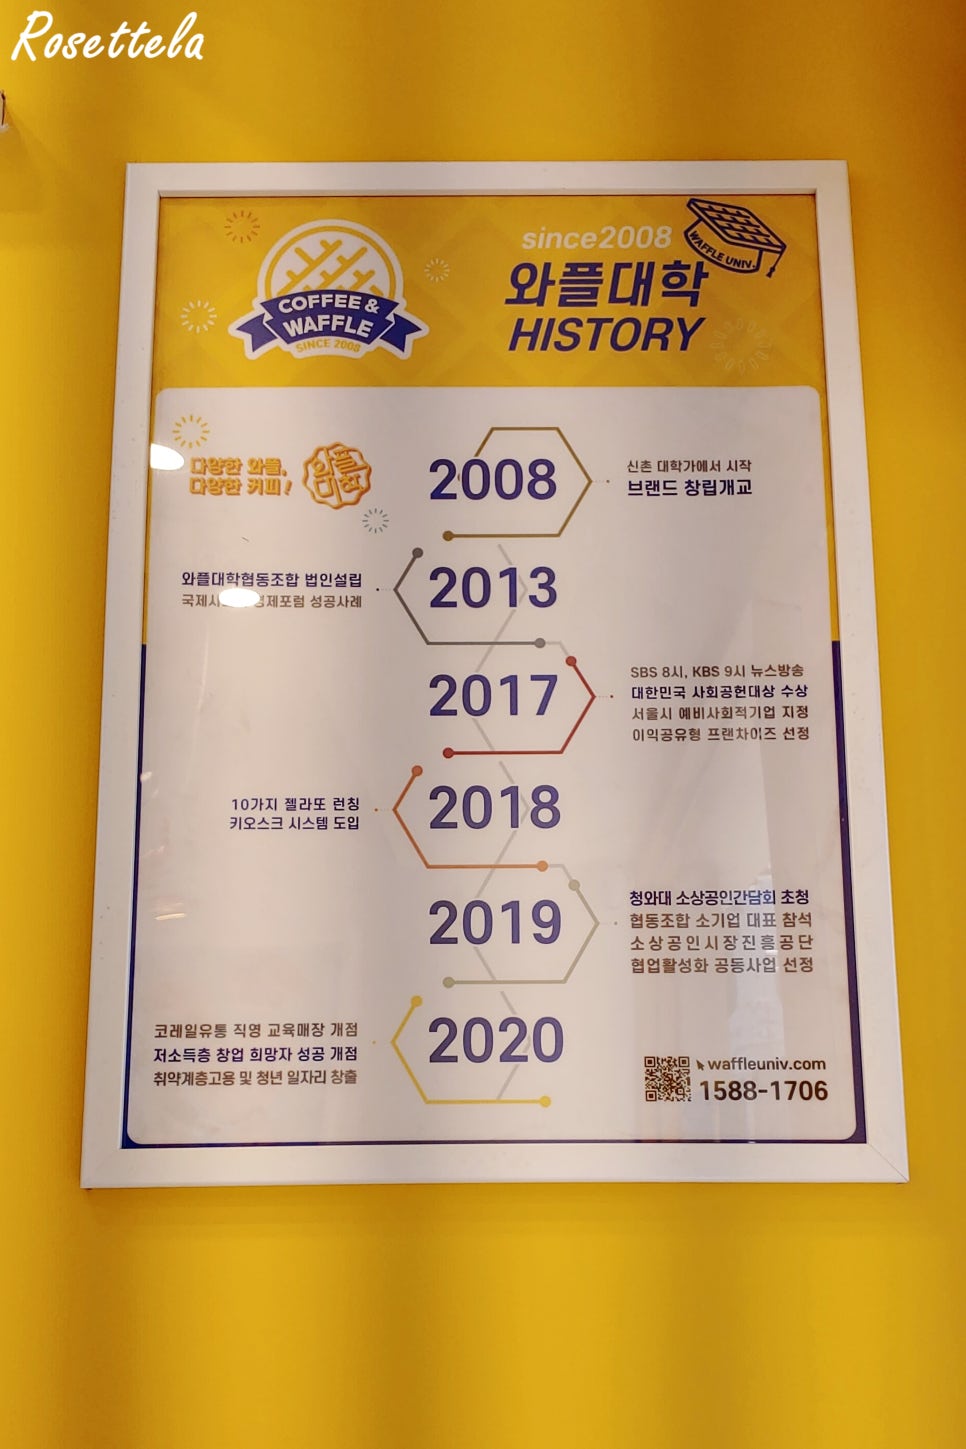 Rosettela
COFFEE &
WAFFLE
SINCE 2008
since2008
와플대학
HISTORY
WAFFLE UNIV.
다양한 와플,
다양한 커피!
와플
대학
2008
신촌 대학가에서 시작
브랜드 창립개교
2013
와플대학협동조합 법인설립
성공사례
2017
SBS 8시, KBS 9시 뉴스방송
대한민국 사회공헌대상 수상
서울시 예비사회적기업 지정
이익공유형 프랜차이즈 선정
2018
10가지 젤라또 런칭
키오스크 시스템 도입
2019
청와대 소상공인간담회 초청
협동조합 소기업 대표 참석
소상공인시장진흥공단
협업활성화 공동사업 선정
2020
코레일유통 직영 교육매장 개점
저소득층 창업 희망자 성공 개점
취약계층고용 및 청년 일자리 창출
waffleuniv.com
1588-1706